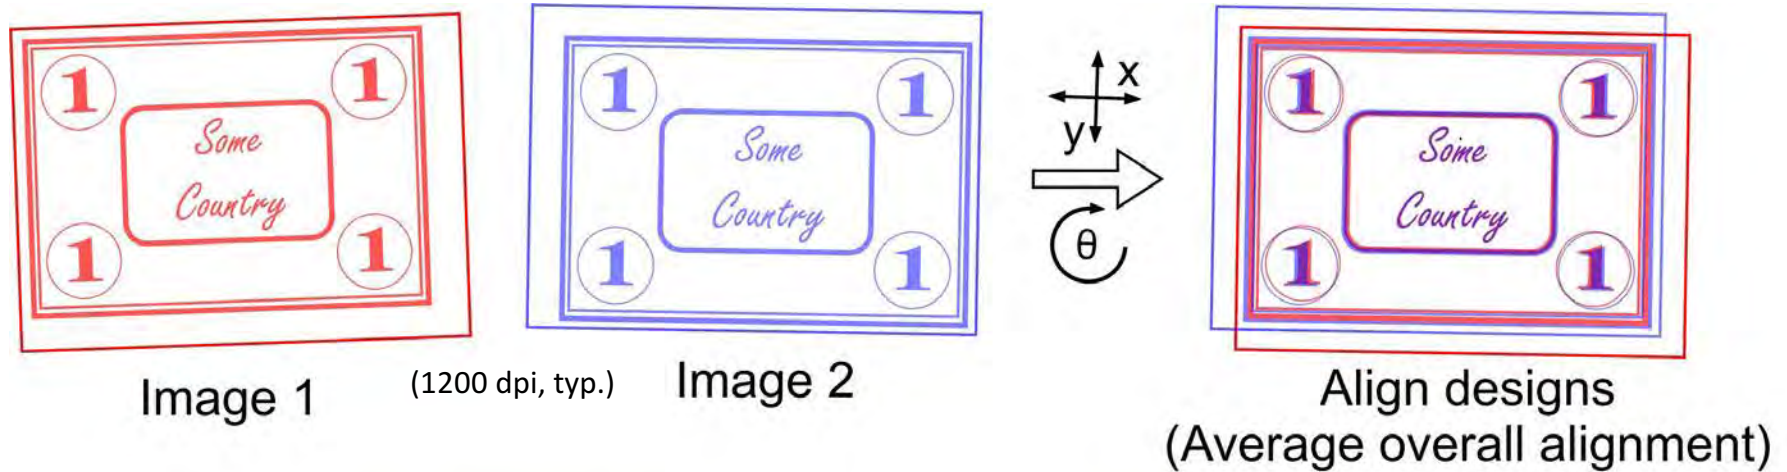 1 1
Some
Country
1 1
Image 1
(1200 dpi, typ.)
1 1
Some
Country
1 1
Image 2
x
y
θ
1 1
Some
Country
1 1
Align designs
(Average overall alignment)